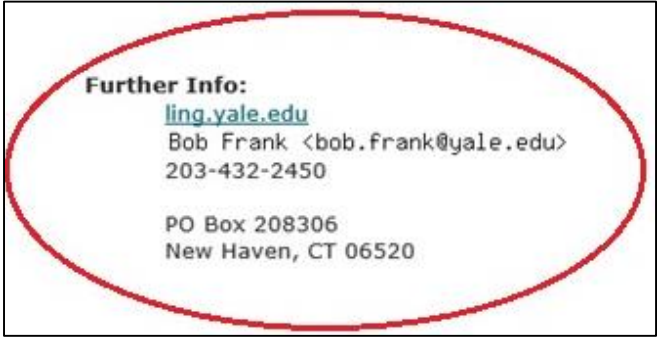 Further Info:
ling.yale.edu
Bob Frank <bob.frank@yale.edu>
203-432-2450
PO Box 208306
New Haven, CT 06520